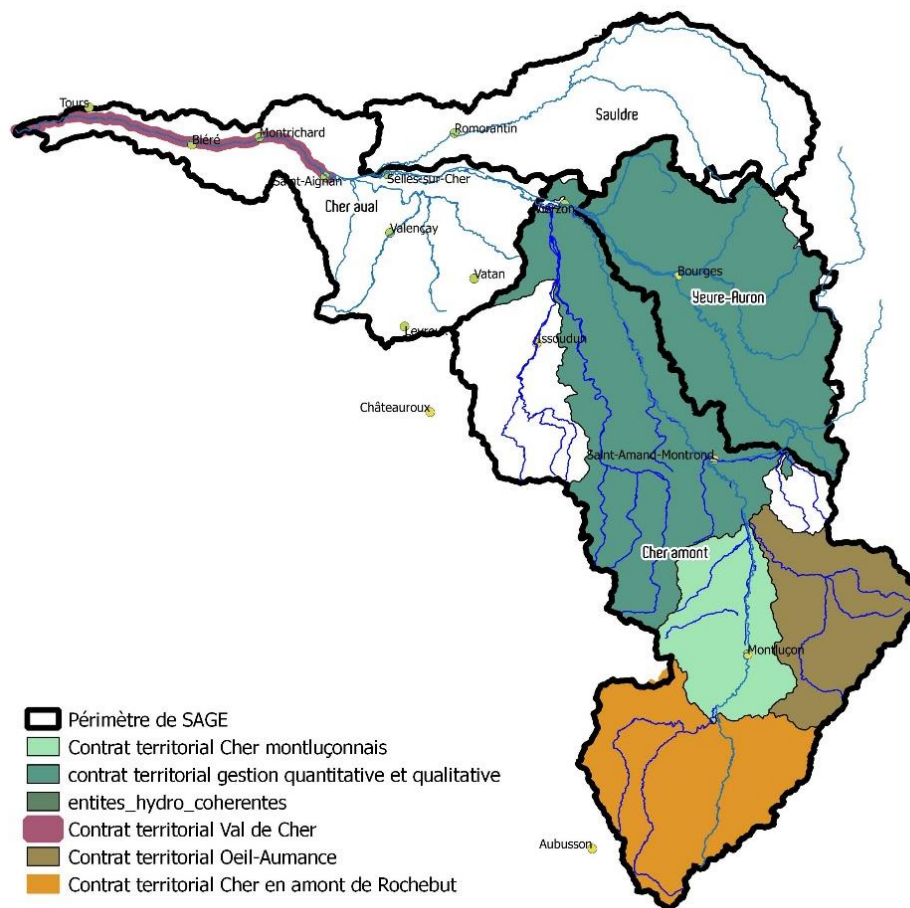 Tours
Bléré
Montrichard
Saint-Aignan
Romorantin
Sauldre
Selles-sur-Cher
Cher aval
Valençay
Vatan
Vierzon
Bourges
Yeure-Auron
Issoudun
Châteauroux
Saint-Amand-Montrond
Cher amont
Montluçon
Aubusson
Périmètre de SAGE
Contrat territorial Cher montluçonnais
contrat territorial gestion quantitative et qualitative
entites_hydro_coherentes
Contrat territorial Val de Cher
Contrat territorial Oeil-Aumance
Contrat territorial Cher en amont de Rochebut